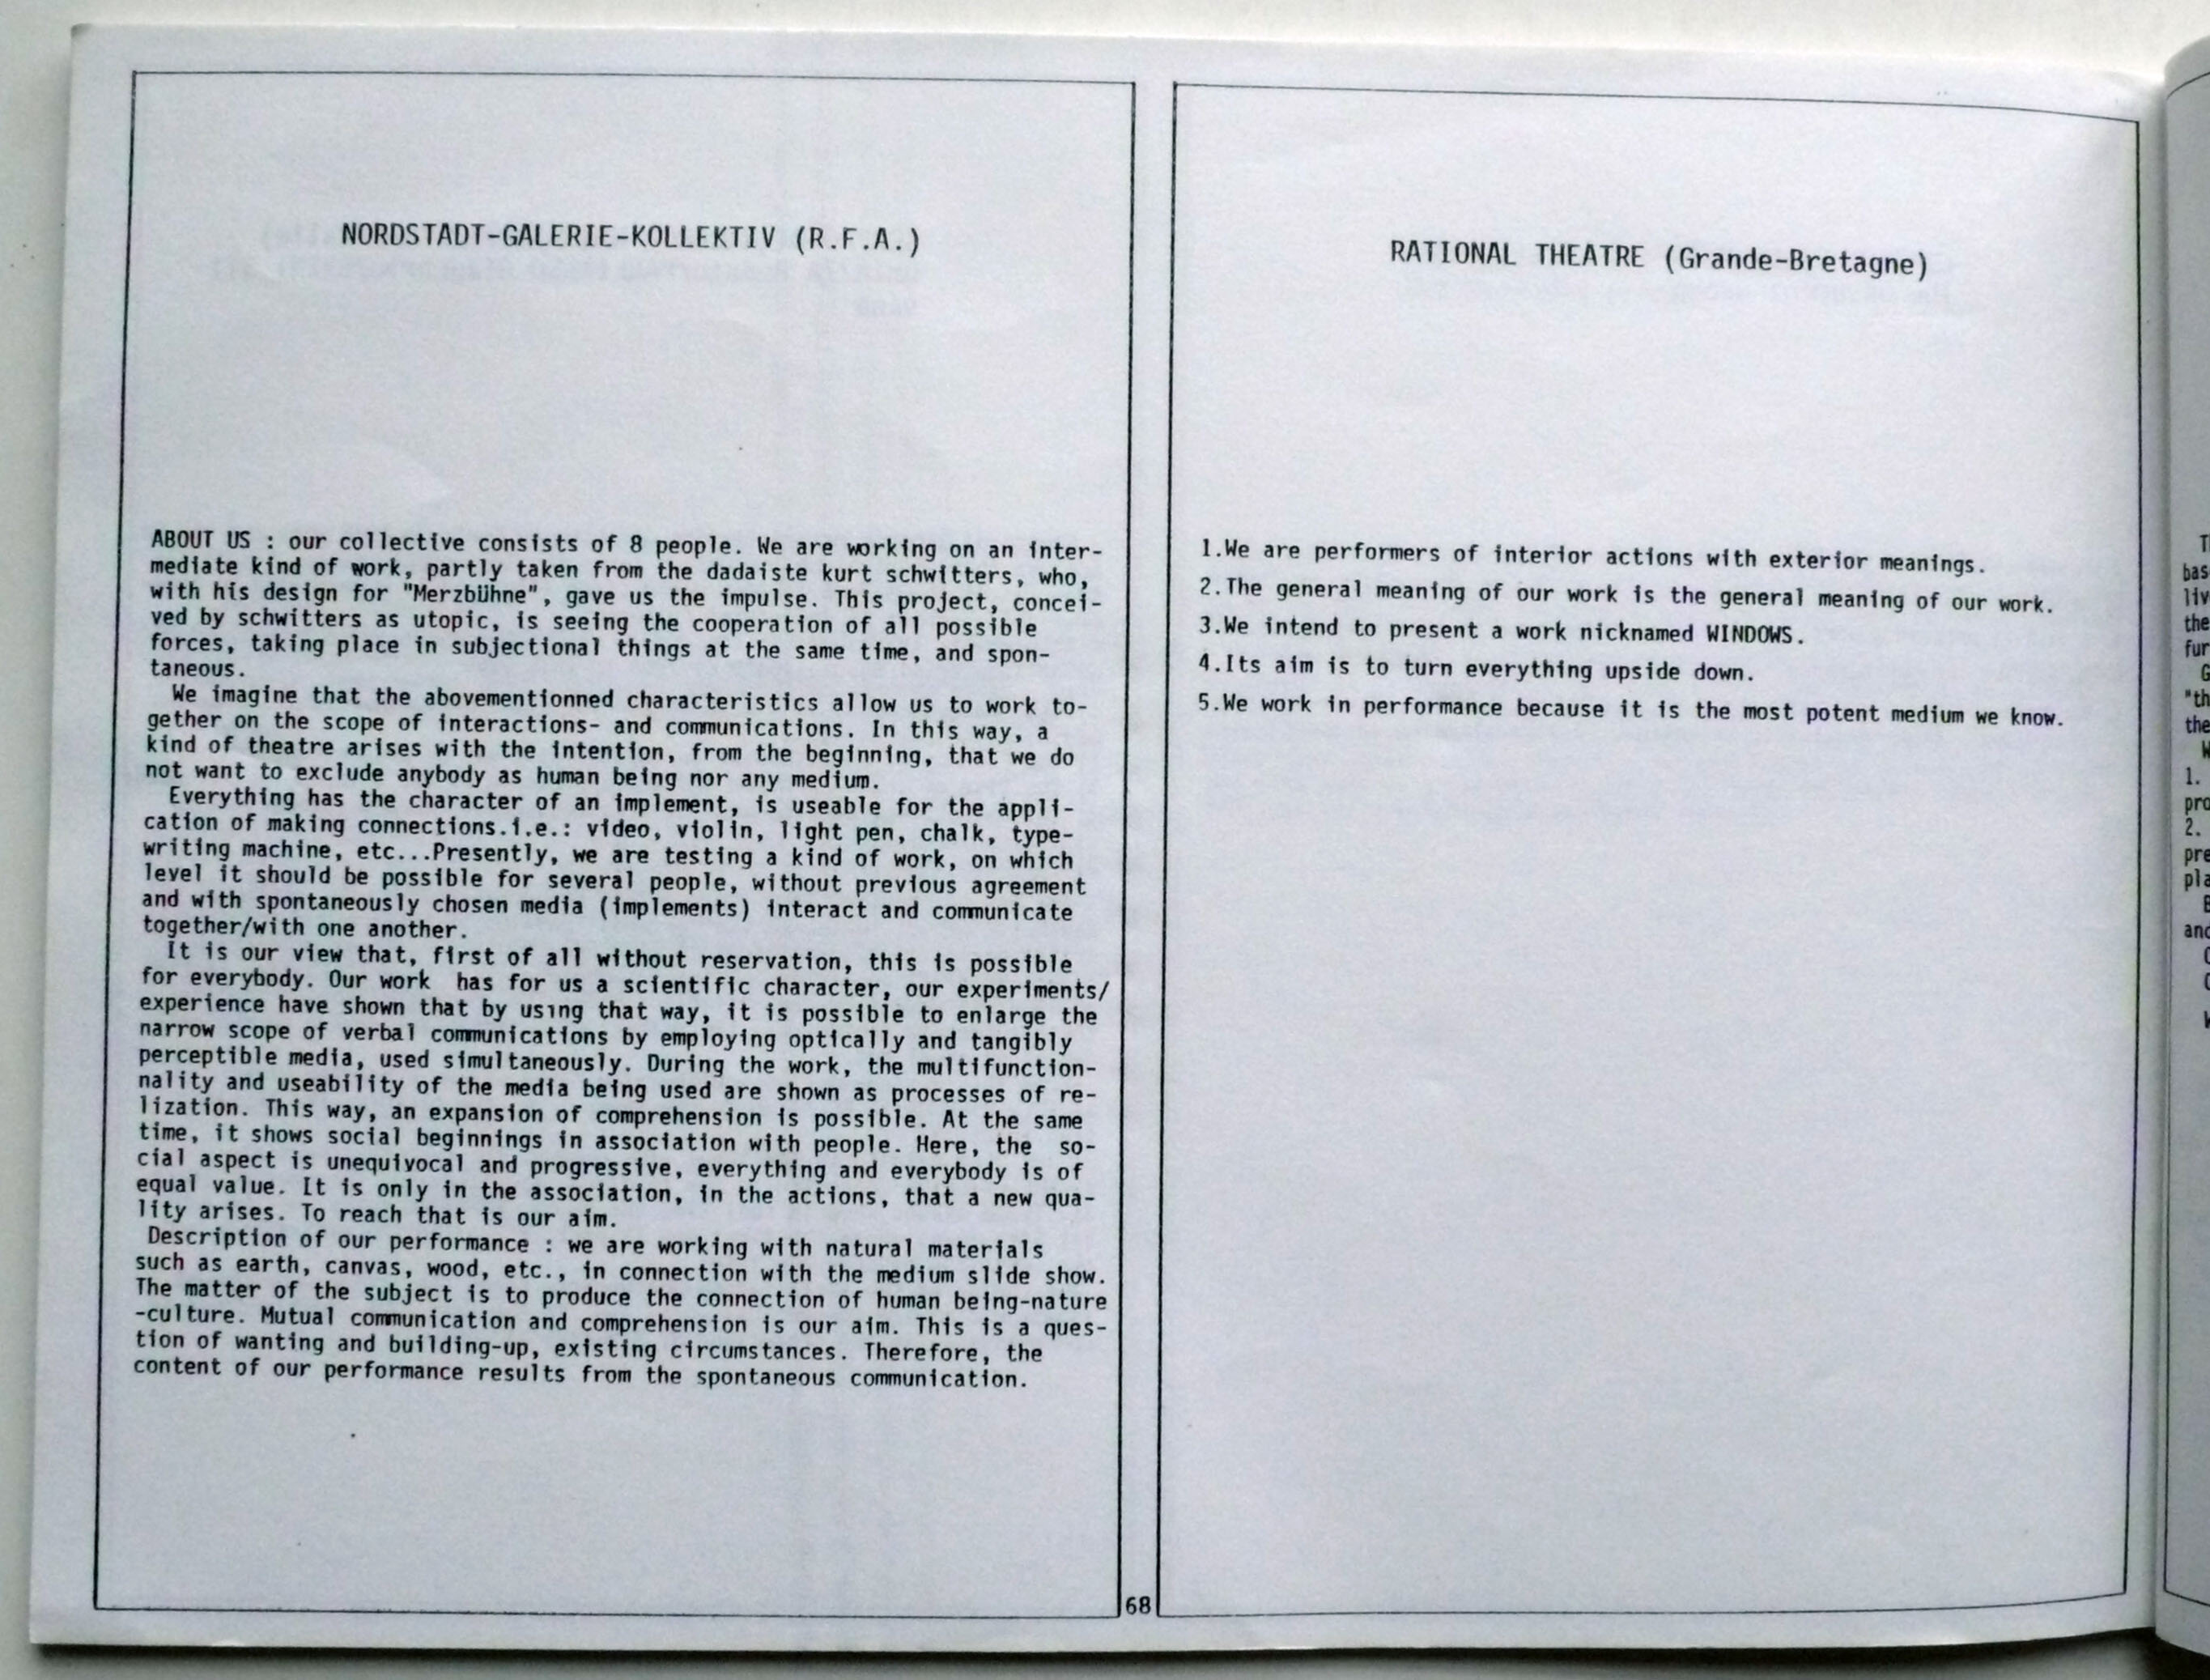 NORDSTADT-GALERIE-KOLLEKTIV (R.F.A.)
ABOUT US : our collective consists of 8 people. We are working on an inter-
mediate kind of work, partly taken from the dadaiste kurt schwitters, who,
with his design for "Merzbühne", gave us the impulse. This project, concei-
ved by schwitters as utopic, is seeing the cooperation of all possible
forces, taking place in subjectional things at the same time, and spon-
taneous.
We imagine that the abovementionned characteristics allow us to work to-
gether on the scope of interactions- and communications. In this way, a
kind of theatre arises with the intention, from the beginning, that we do
not want to exclude anybody as human being nor any medium.
Everything has the character of an implement, is useable for the appli-
cation of making connections.i.e.: video, violin, light pen, chalk, type-
writing machine, etc...Presently, we are testing a kind of work, on which
level it should be possible for several people, without previous agreement
and with spontaneously chosen media (implements) interact and communicate
together/with one another.
It is our view that, first of all without reservation, this is possible
for everybody. Our work has for us a scientific character, our experiments/
experience have shown that by using that way, it is possible to enlarge the
narrow scope of verbal communications by employing optically and tangibly
perceptible media, used simultaneously. During the work, the multifunction-
nality and useability of the media being used are shown as processes of re-
lization. This way, an expansion of comprehension is possible. At the same
time, it shows social beginnings in association with people. Here, the so-
cial aspect is unequivocal and progressive, everything and everybody is of
equal value. It is only in the association, in the actions, that a new qua-
lity arises. To reach that is our aim.
Description of our performance : we are working with natural materials
such as earth, canvas, wood, etc., in connection with the medium slide show.
The matter of the subject is to produce the connection of human being-nature
-culture. Mutual communication and comprehension is our aim. This is a ques-
tion of wanting and building-up, existing circumstances. Therefore, the
content of our performance results from the spontaneous communication.
68
RATIONAL THEATRE (Grande-Bretagne)
1.We are performers of interior actions with exterior meanings.
2.The general meaning of our work is the general meaning of our work.
3.We intend to present a work nicknamed WINDOWS.
4.Its aim is to turn everything upside down.
5.We work in performance because it is the most potent medium we know.